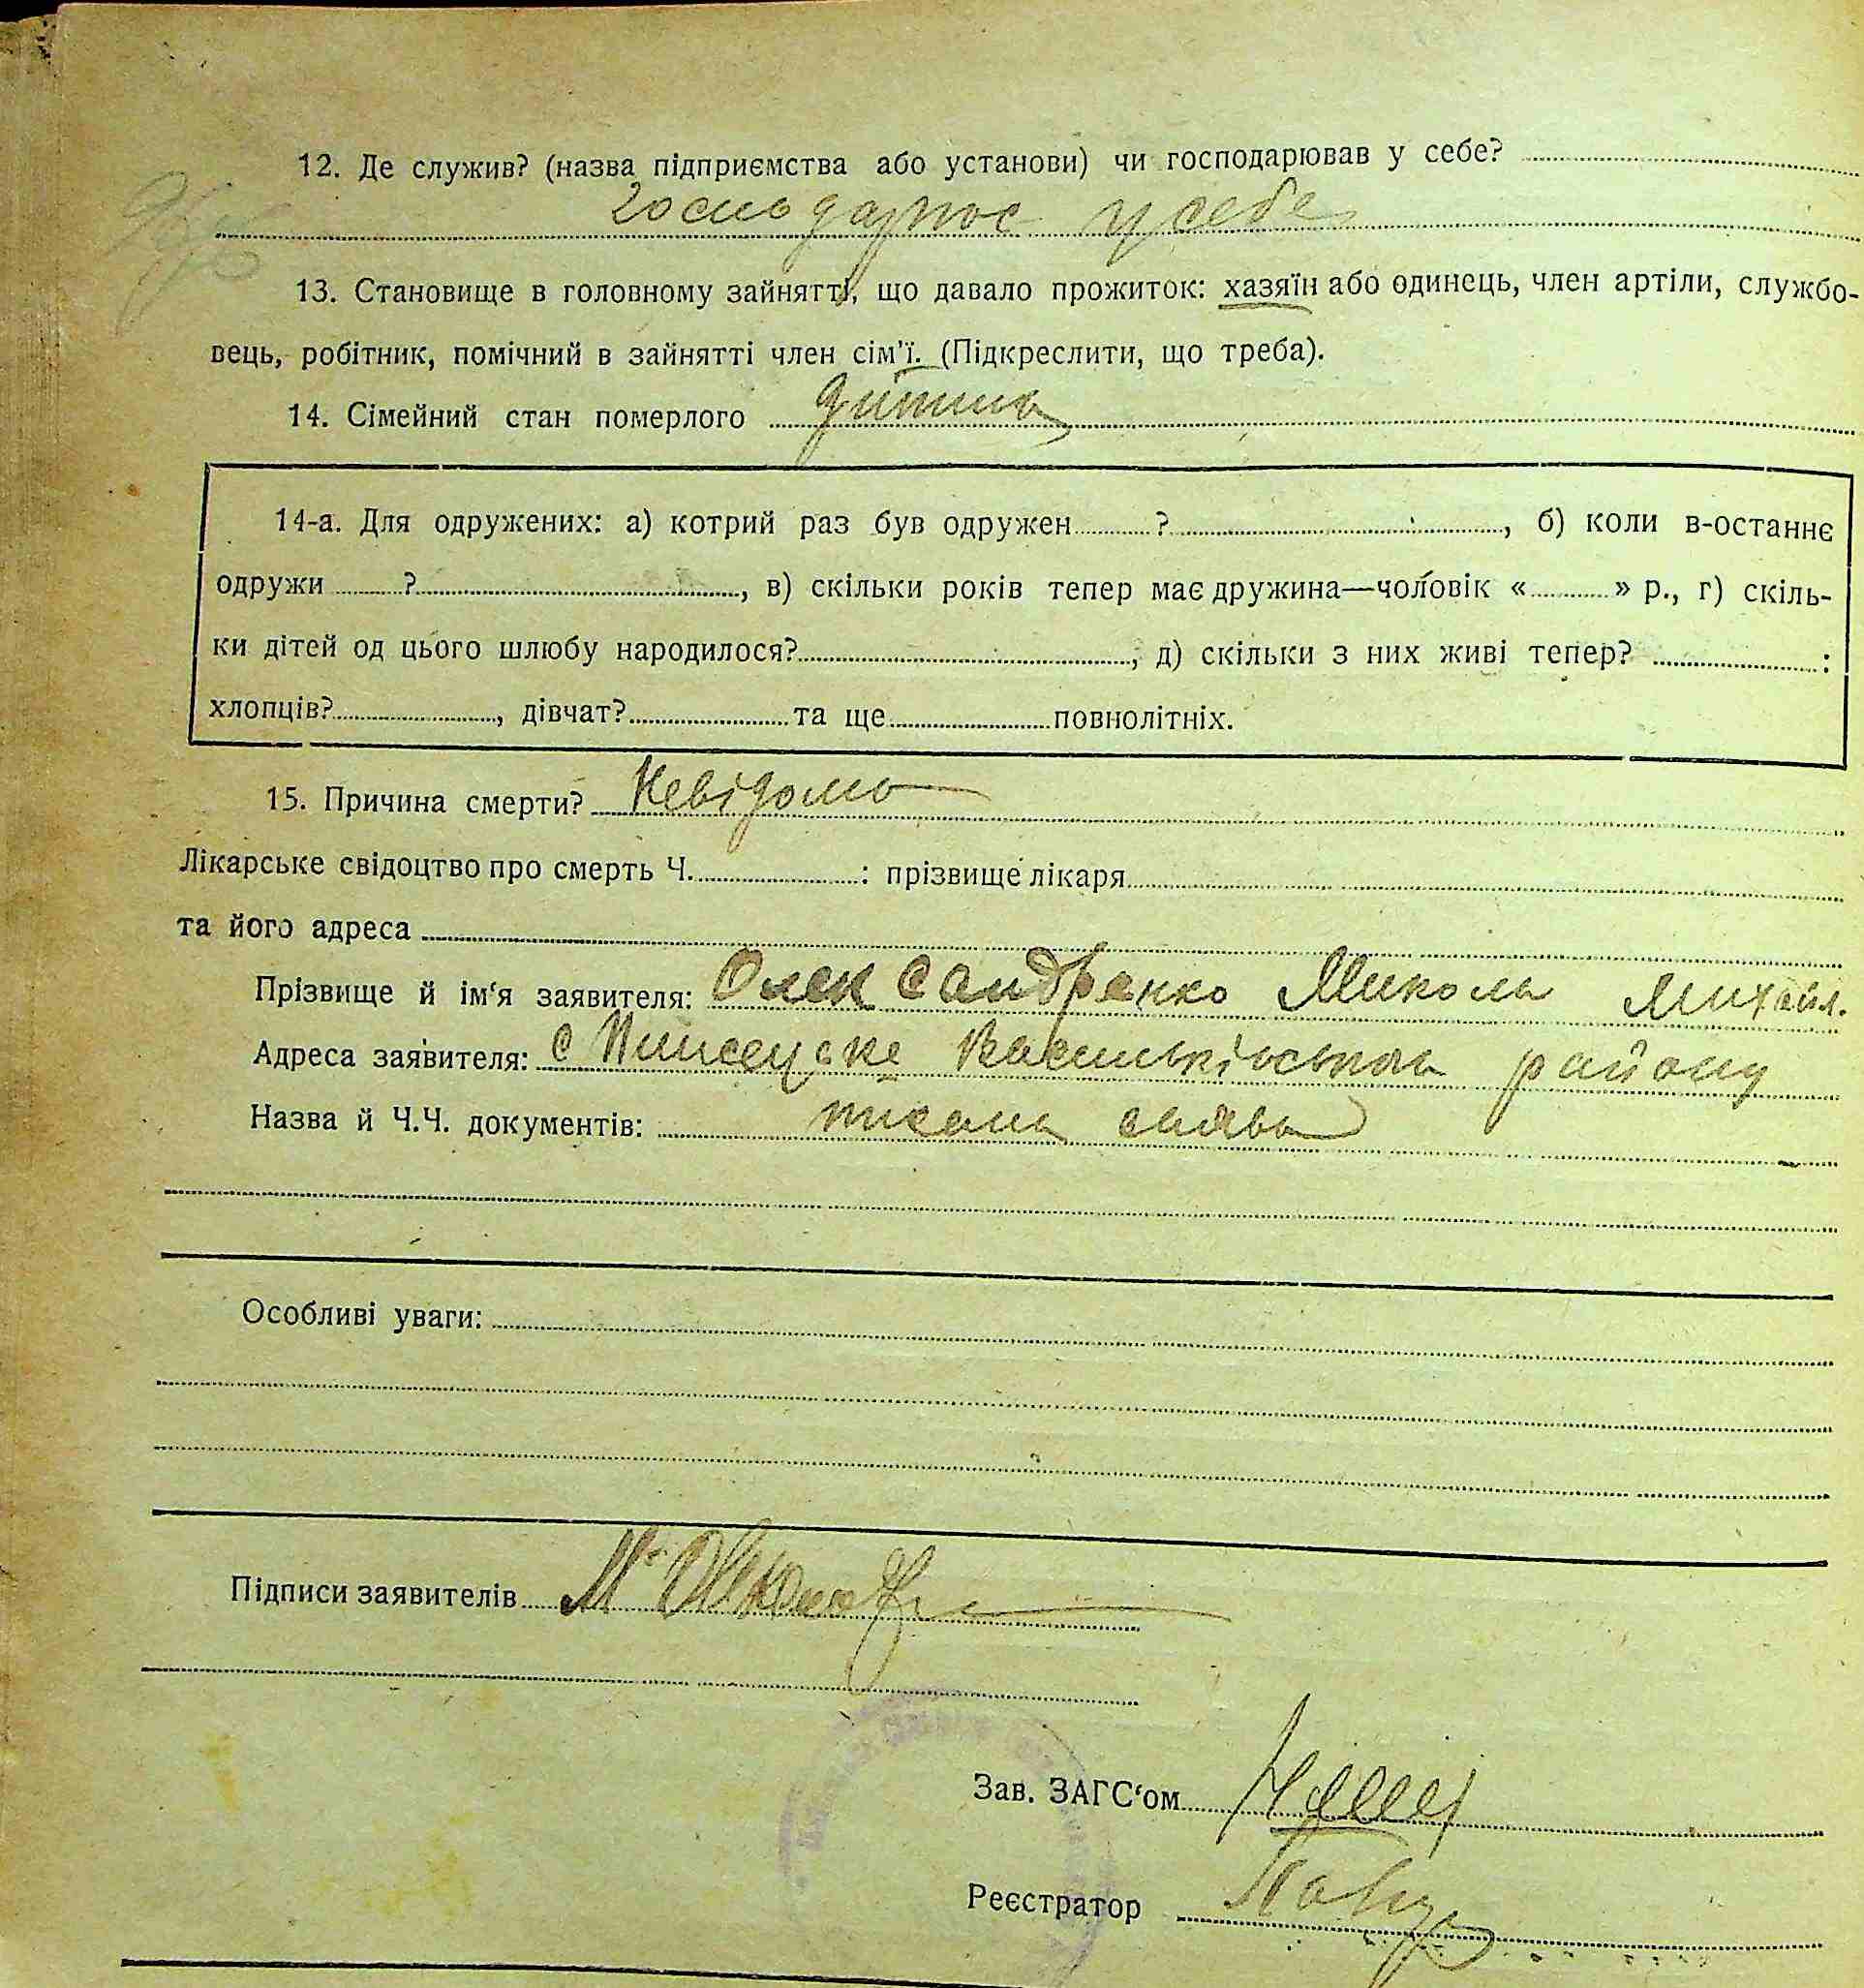 12. Де служив? (назва підприємства або установи) чи господарював у себе?
господарює у себе
13. Становище в головному зайнятті, що давало прожиток: хазяїн або одинець, член артіли, службо-
вець, робітник, помічний в зайнятті член сім'ї. (Підкреслити, що треба).
14. Сімейний стан померлого дитина
14-а. Для одружених: а) котрий раз був одружен ? , б) коли в-останнє
одружи ? , в) скільки років тепер має дружина—чоловік « » р., г) скіль-
ки дітей од цього шлюбу народилося? , д) скільки з них живі тепер? :
хлопців? , дівчат? та ще повнолітніх.
15. Причина смерти? Невідома
Лікарське свідоцтво про смерть Ч. : прізвище лікаря
та його адреса
Прізвище й ім'я заявителя: Олександренко Микола Михайл.
Адреса заявителя: с Васильківськ району
Назва й Ч.Ч. документів: писана заява
Особливі уваги:
Підписи заявителів М.
Зав. ЗАГС'ом
Реєстратор